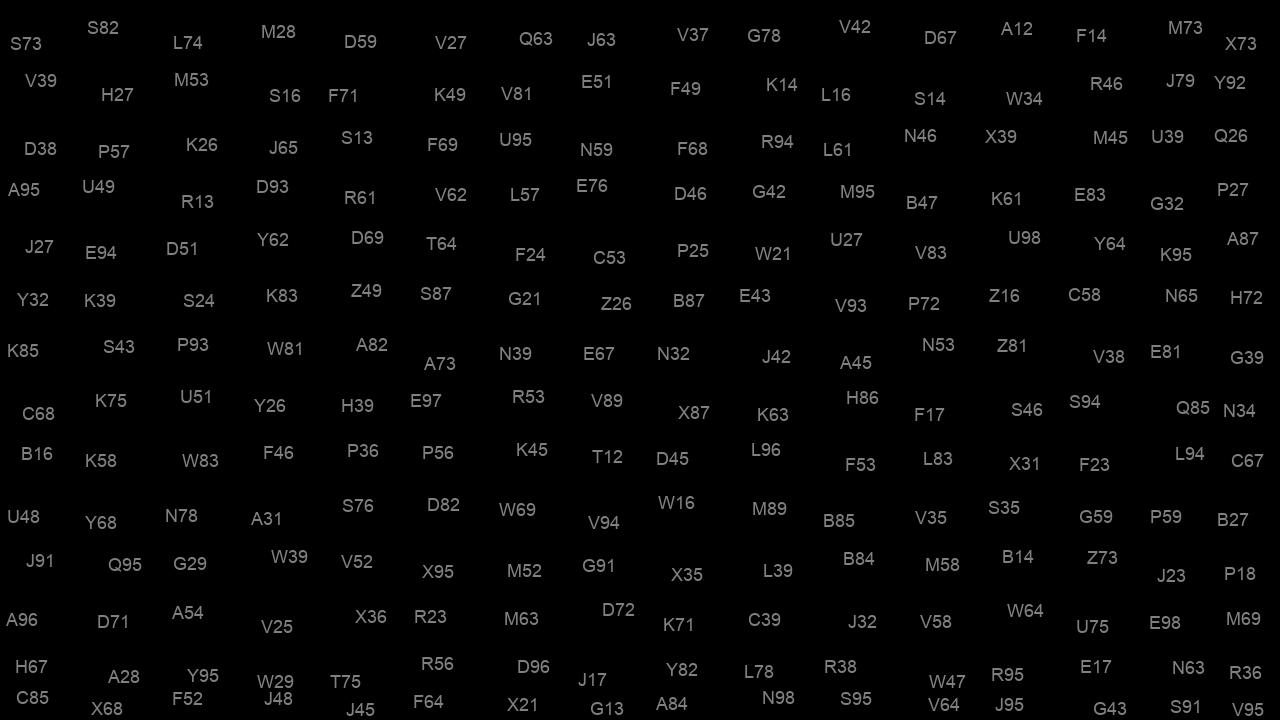 S73 S82 L74 M28 D59 V27 Q63 J63 V37 G78 V42 D67 A12 F14 M73 X73
V39 H27 M53 S16 F71 K49 V81 E51 F49 K14 L16 S14 W34 R46 J79 Y92
D38 P57 K26 J65 S13 F69 U95 N59 F68 R94 L61 N46 X39 M45 U39 Q26
A95 U49 R13 D93 R61 V62 L57 E76 D46 G42 M95 B47 K61 E83 G32 P27
J27 E94 D51 Y62 D69 T64 F24 C53 P25 W21 U27 V83 U98 Y64 K95 A87
Y32 K39 S24 K83 Z49 S87 G21 Z26 B87 E43 V93 P72 Z16 C58 N65 H72
K85 S43 P93 W81 A82 A73 N39 E67 N32 J42 A45 N53 Z81 V38 E81 G39
C68 K75 U51 Y26 H39 E97 R53 V89 X87 K63 H86 F17 S46 S94 Q85 N34
B16 K58 W83 F46 P36 P56 K45 T12 D45 L96 F53 L83 X31 F23 L94 C67
U48 Y68 N78 A31 S76 D82 W69 V94 W16 M89 B85 V35 S35 G59 P59 B27
J91 Q95 G29 W39 V52 X95 M52 G91 X35 L39 B84 M58 B14 Z73 J23 P18
A96 D71 A54 V25 X36 R23 M63 D72 K71 C39 J32 V58 W64 U75 E98 M69
H67 A28 Y95 W29 T75 R56 D96 J17 Y82 L78 R38 W47 R95 E17 N63 R36
C85 X68 F52 J48 J45 F64 X21 G13 A84 N98 S95 V64 J95 G43 S91 V95